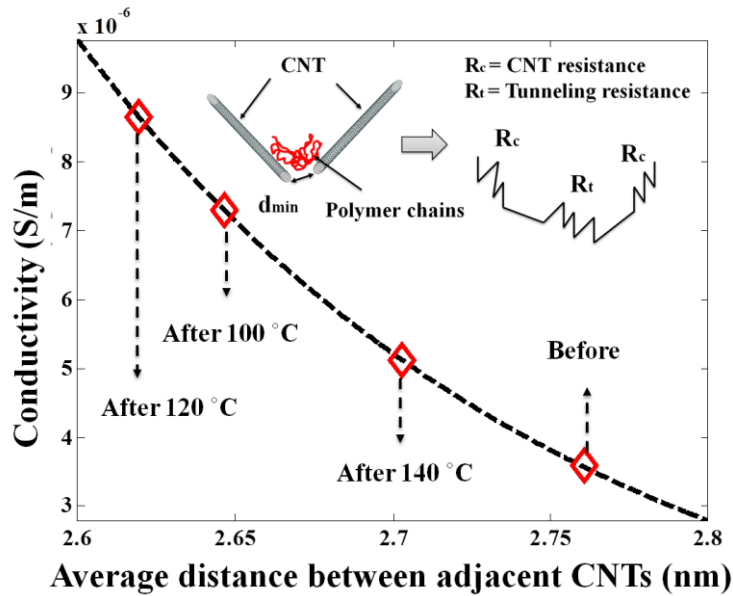 x 10⁻⁶
CNT
Rc = CNT resistance
Rt = Tunneling resistance
9
8
7
6
5
4
3
Rc
Rc
Rt
dmin
Polymer chains
Conductivity (S/m)
After 100 °C
Before
After 120 °C
After 140 °C
2.6
2.65
2.7
2.75
2.8
Average distance between adjacent CNTs (nm)